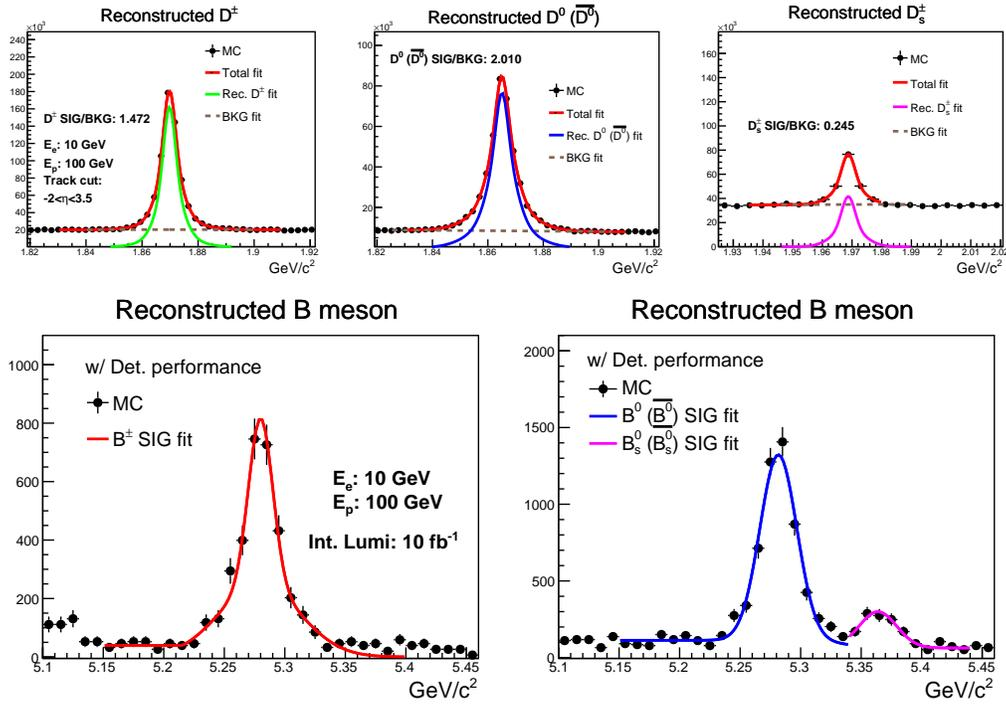 Reconstructed D±
×10³
240
220
200
180
160
140
120
100
80
60
40
20
0
1.82 1.84 1.86 1.88 1.9 1.92
GeV/c²
MC
Total fit
Rec. D± fit
BKG fit
D± SIG/BKG: 1.472
Eₑ: 10 GeV
Eₚ: 100 GeV
Track cut:
-2<η<3.5
Reconstructed D⁰ (D̅⁰)
×10³
100
80
60
40
20
0
1.82 1.84 1.86 1.88 1.9 1.92
GeV/c²
D⁰ (D̅⁰) SIG/BKG: 2.010
MC
Total fit
Rec. D⁰ (D̅⁰) fit
BKG fit
Reconstructed Dₛ±
×10³
160
140
120
100
80
60
40
20
0
1.93 1.94 1.95 1.96 1.97 1.98 1.99 2 2.01 2.02
GeV/c²
MC
Total fit
Rec. Dₛ± fit
BKG fit
Dₛ± SIG/BKG: 0.245
Reconstructed B meson
1000
800
600
400
200
0
5.1 5.15 5.2 5.25 5.3 5.35 5.4 5.45
GeV/c²
w/ Det. performance
MC
B± SIG fit
Eₑ: 10 GeV
Eₚ: 100 GeV
Int. Lumi: 10 fb⁻¹
Reconstructed B meson
2000
1500
1000
500
0
5.1 5.15 5.2 5.25 5.3 5.35 5.4 5.45
GeV/c²
w/ Det. performance
MC
B⁰ (B̅⁰) SIG fit
Bₛ⁰ (B̅ₛ⁰) SIG fit